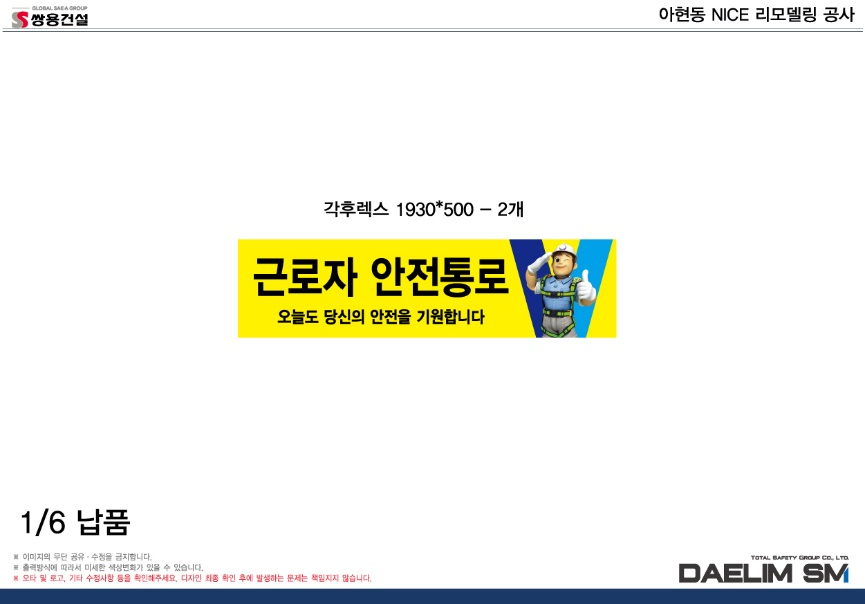 GLOBAL SAE-A GROUP
쌍용건설
아현동 NICE 리모델링 공사
각후렉스 1930*500 - 2개
근로자 안전통로
오늘도 당신의 안전을 기원합니다
1/6 납품
※ 이미지의 무단 공유 · 수정을 금지합니다.
※ 출력방식에 따라서 미세한 색상변화가 있을 수 있습니다.
※ 오타 및 로고, 기타 수정사항 등을 확인해주세요. 디자인 최종 확인 후에 발생하는 문제는 책임지지 않습니다.
TOTAL SAFETY GROUP CO., LTD.
DAELIM SM